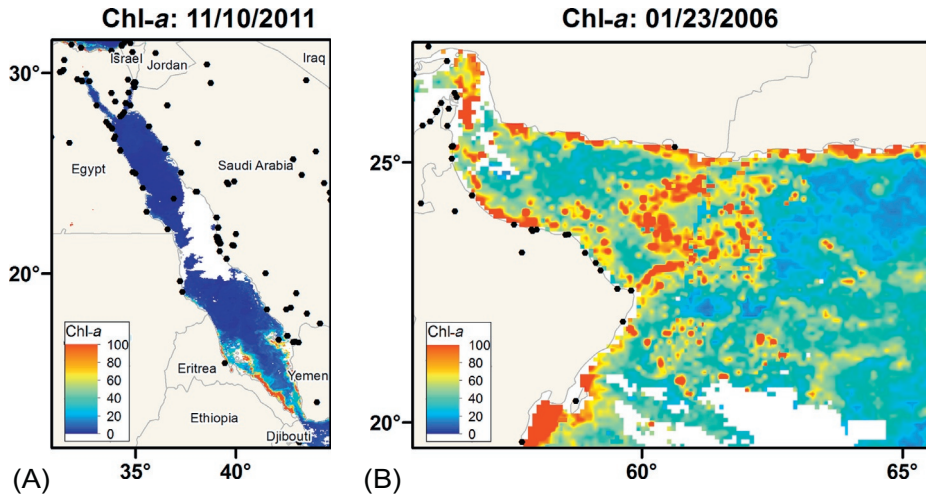 Chl-a: 11/10/2011
30°
20°
Israel
Jordan
Iraq
Egypt
Saudi Arabia
Eritrea
Yemen
Ethiopia
Djibouti
Chl-a
100
80
60
40
20
0
35°
40°
(A)
Chl-a: 01/23/2006
25°
20°
Chl-a
100
80
60
40
20
0
60°
65°
(B)